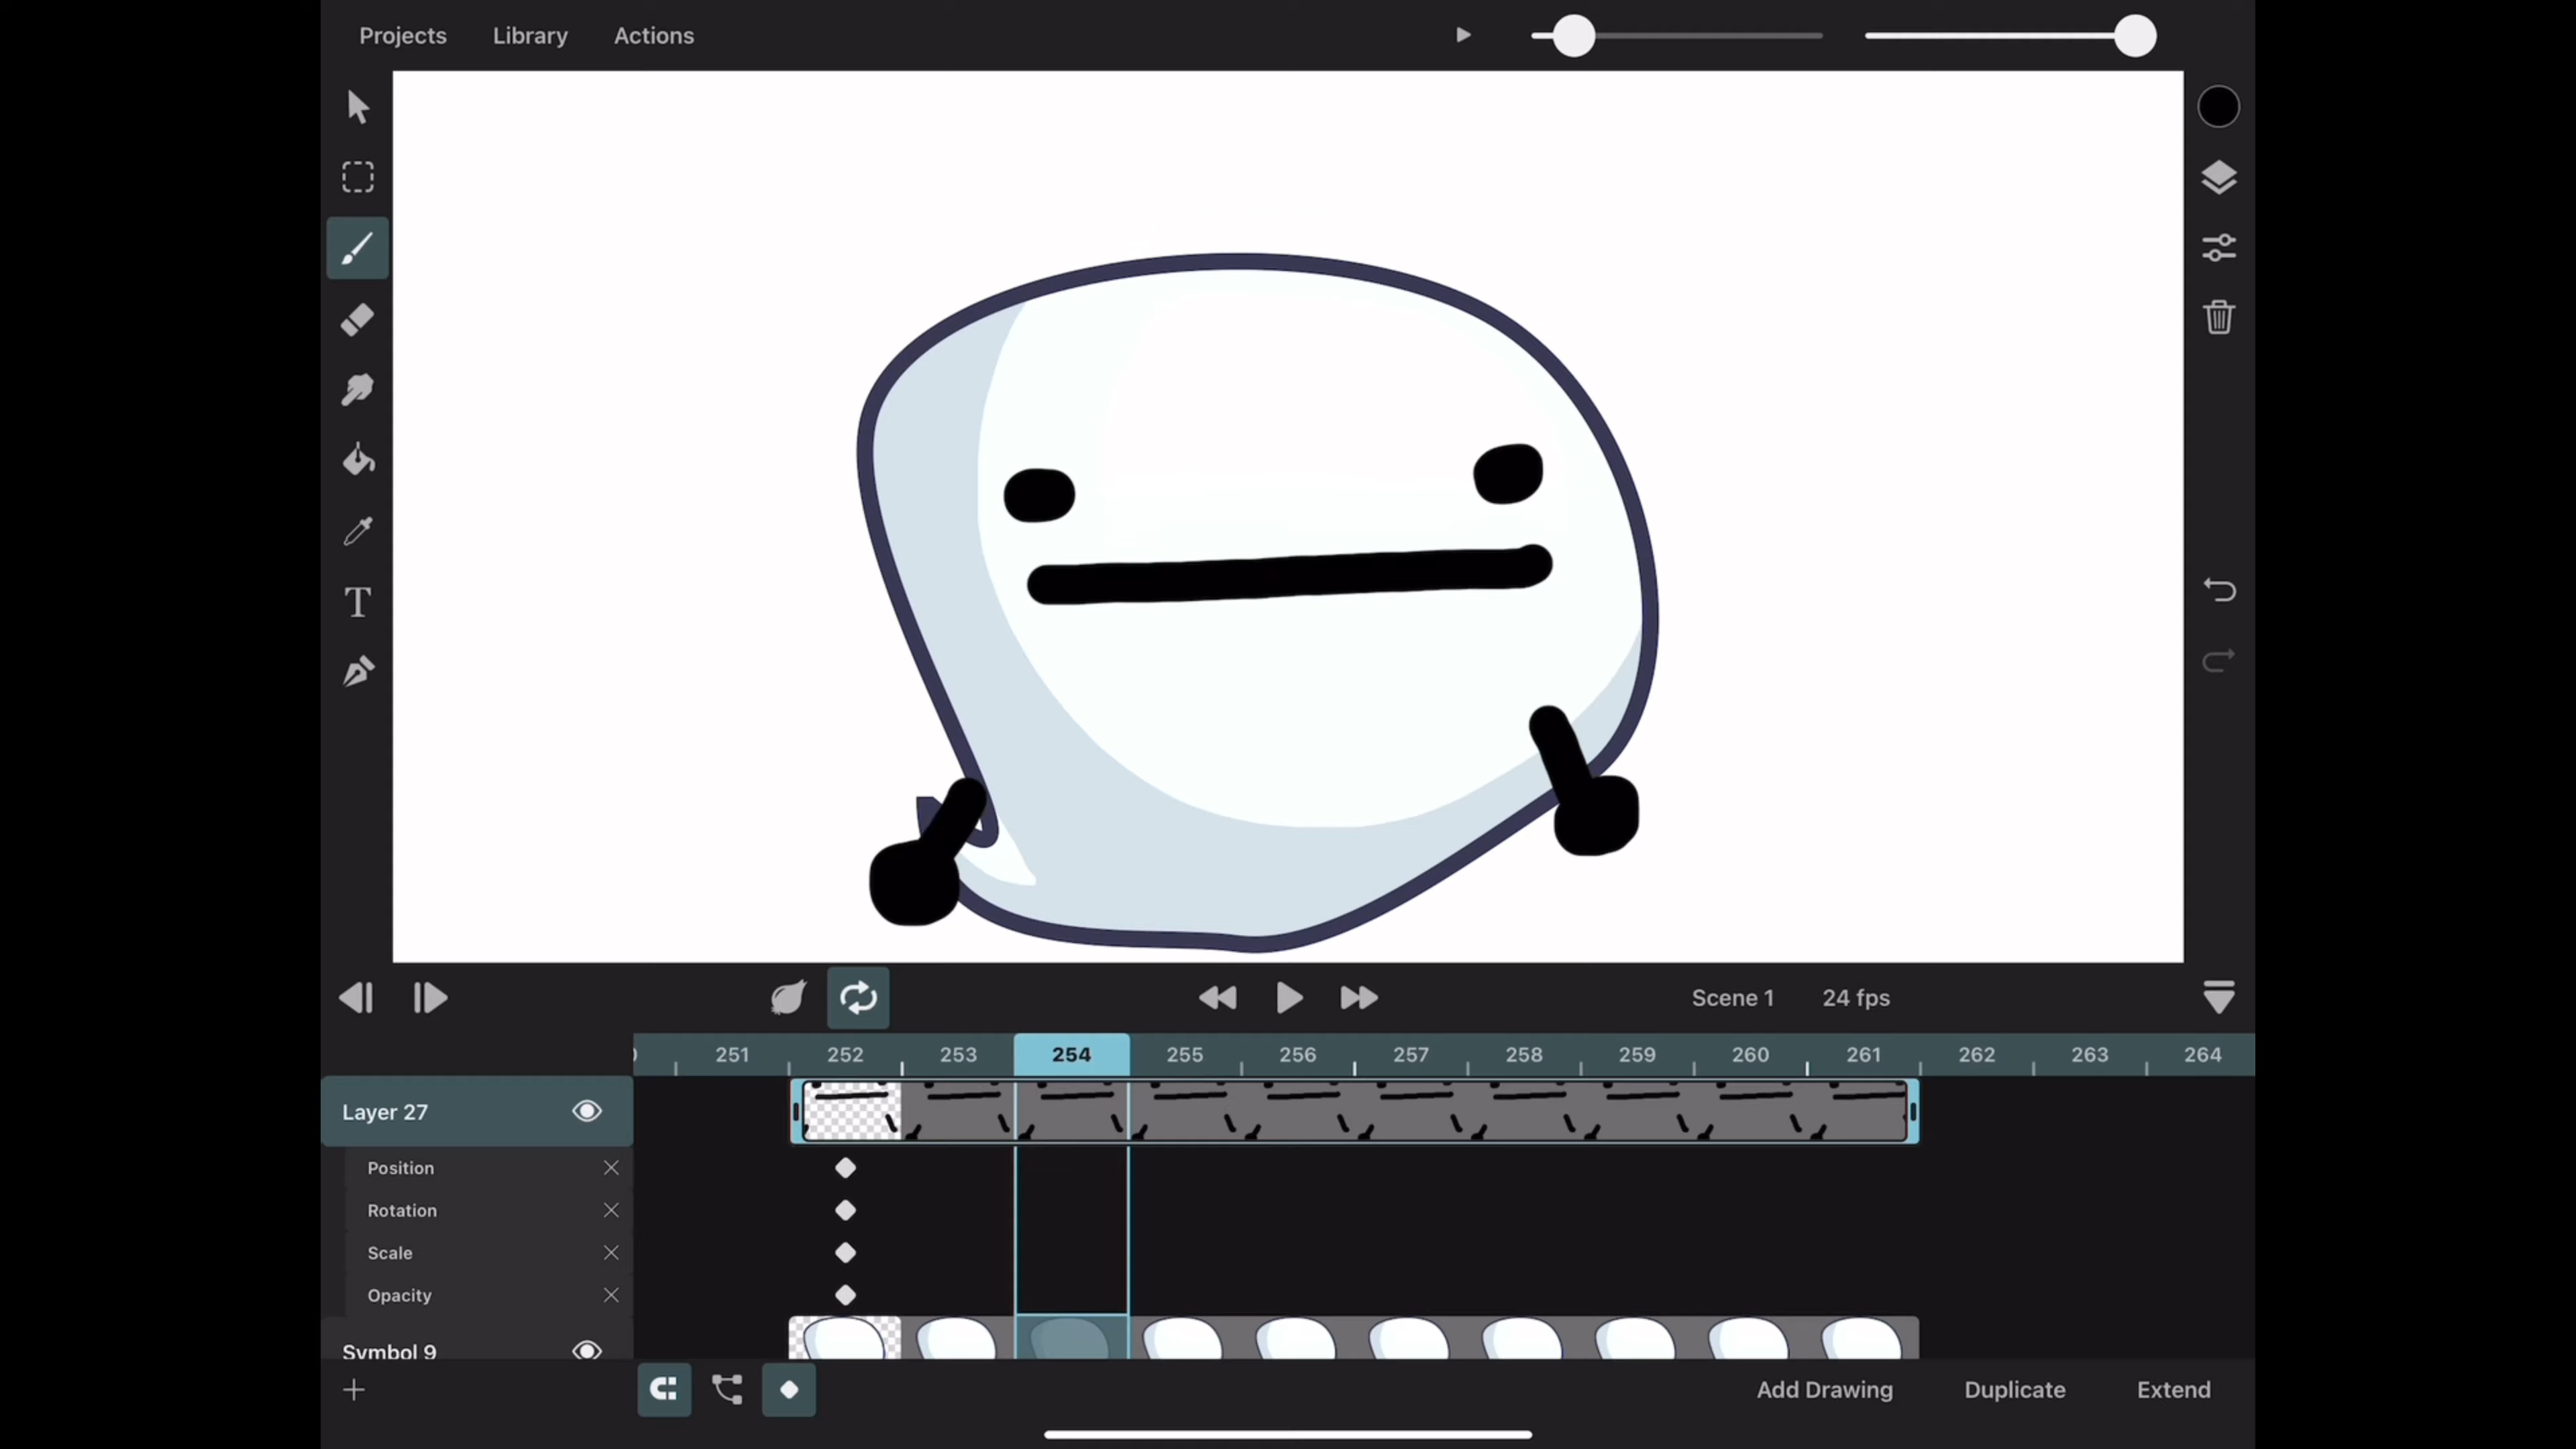 Projects Library Actions
T
Scene 1 24 fps
251 252 253 254 255 256 257 258 259 260 261 262 263 264
Layer 27
Position
Rotation
Scale
Opacity
Symbol 9
Add Drawing Duplicate Extend